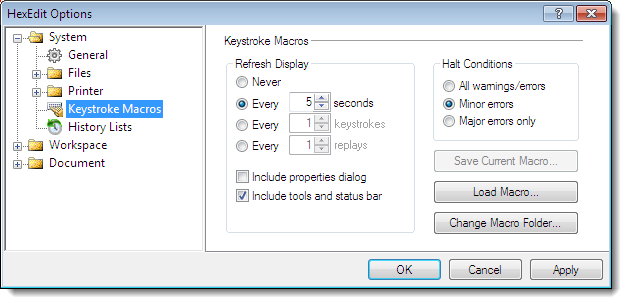 HexEdit Options
System
General
Files
Printer
Keystroke Macros
History Lists
Workspace
Document
Keystroke Macros
Refresh Display
Never
Every 5 seconds
Every 1 keystrokes
Every 1 replays
Include properties dialog
Include tools and status bar
Halt Conditions
All warnings/errors
Minor errors
Major errors only
Save Current Macro...
Load Macro...
Change Macro Folder...
OK Cancel Apply